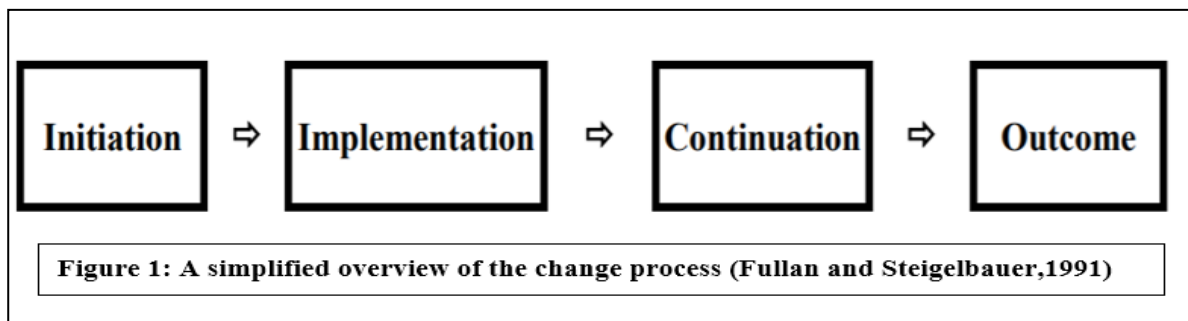 Initiation ⇨ Implementation ⇨ Continuation ⇨ Outcome
Figure 1: A simplified overview of the change process (Fullan and Steigelbauer,1991)